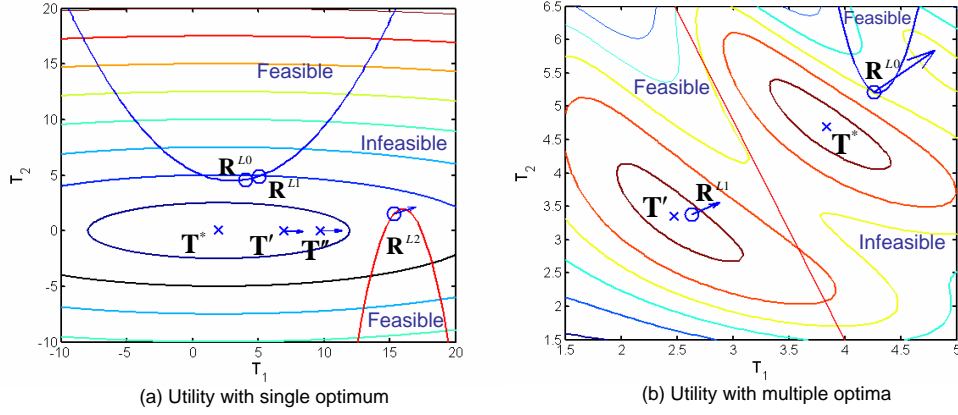 20
15
10
5
0
-5
-10
T2
-10
-5
0
5
10
15
20
T1
Feasible
Infeasible
R^L0
R^L1
T*
T′
T″
R^L2
Feasible
(a) Utility with single optimum
6.5
6
5.5
5
4.5
4
3.5
3
2.5
2
1.5
T2
1.5
2
2.5
3
3.5
4
4.5
5
T1
Feasible
Feasible
R^L0
T*
T′
R^L1
Infeasible
(b) Utility with multiple optima